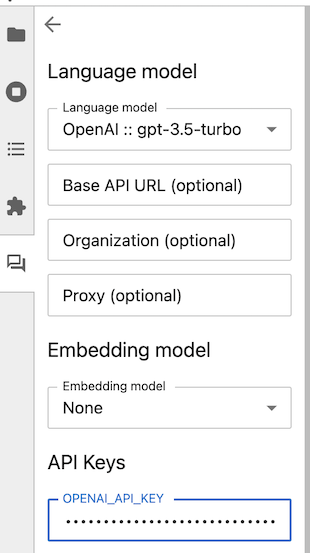 Language model
Language model
OpenAI :: gpt-3.5-turbo
Base API URL (optional)
Organization (optional)
Proxy (optional)
Embedding model
Embedding model
None
API Keys
OPENAI_API_KEY
••••••••••••••••••••••••••••